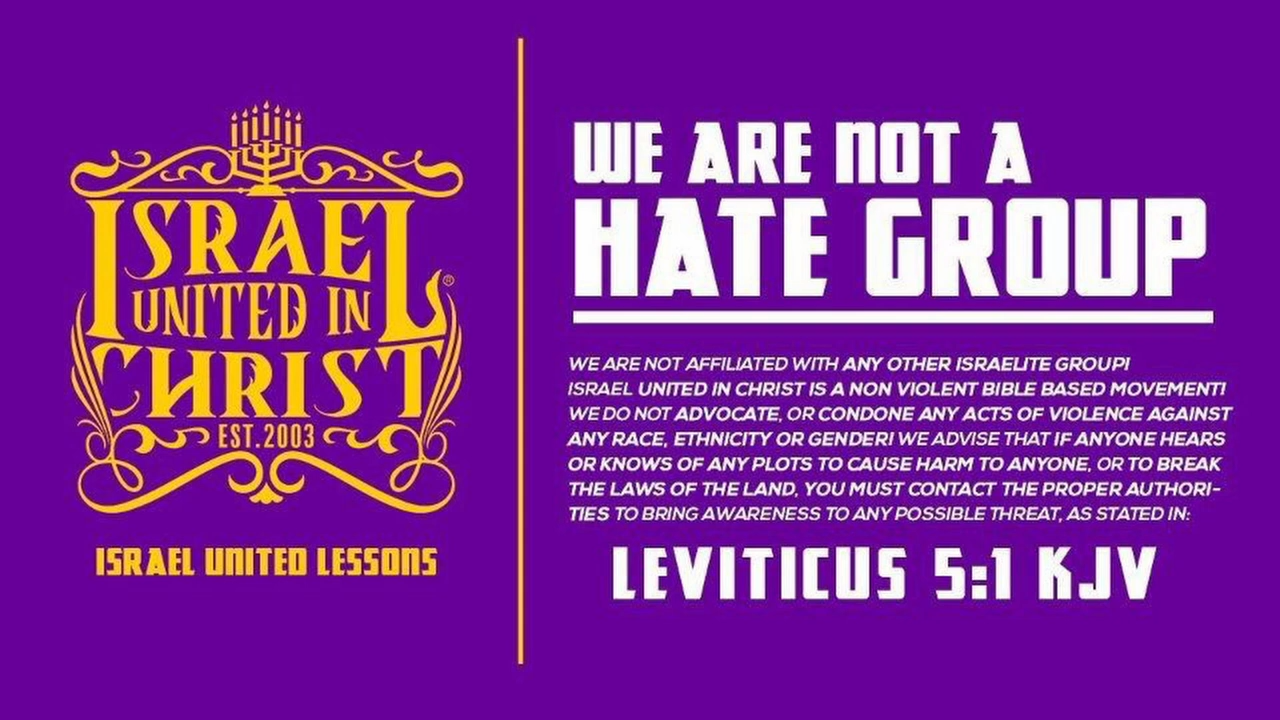 ISRAEL
UNITED IN
CHRIST
EST.2003
ISRAEL UNITED LESSONS
WE ARE NOT A
HATE GROUP
WE ARE NOT AFFILIATED WITH ANY OTHER ISRAELITE GROUP!
ISRAEL UNITED IN CHRIST IS A NON VIOLENT BIBLE BASED MOVEMENT!
WE DO NOT ADVOCATE, OR CONDONE ANY ACTS OF VIOLENCE AGAINST
ANY RACE, ETHNICITY OR GENDER! WE ADVISE THAT IF ANYONE HEARS
OR KNOWS OF ANY PLOTS TO CAUSE HARM TO ANYONE, OR TO BREAK
THE LAWS OF THE LAND, YOU MUST CONTACT THE PROPER AUTHORI-
TIES TO BRING AWARENESS TO ANY POSSIBLE THREAT, AS STATED IN:
LEVITICUS 5:1 KJV